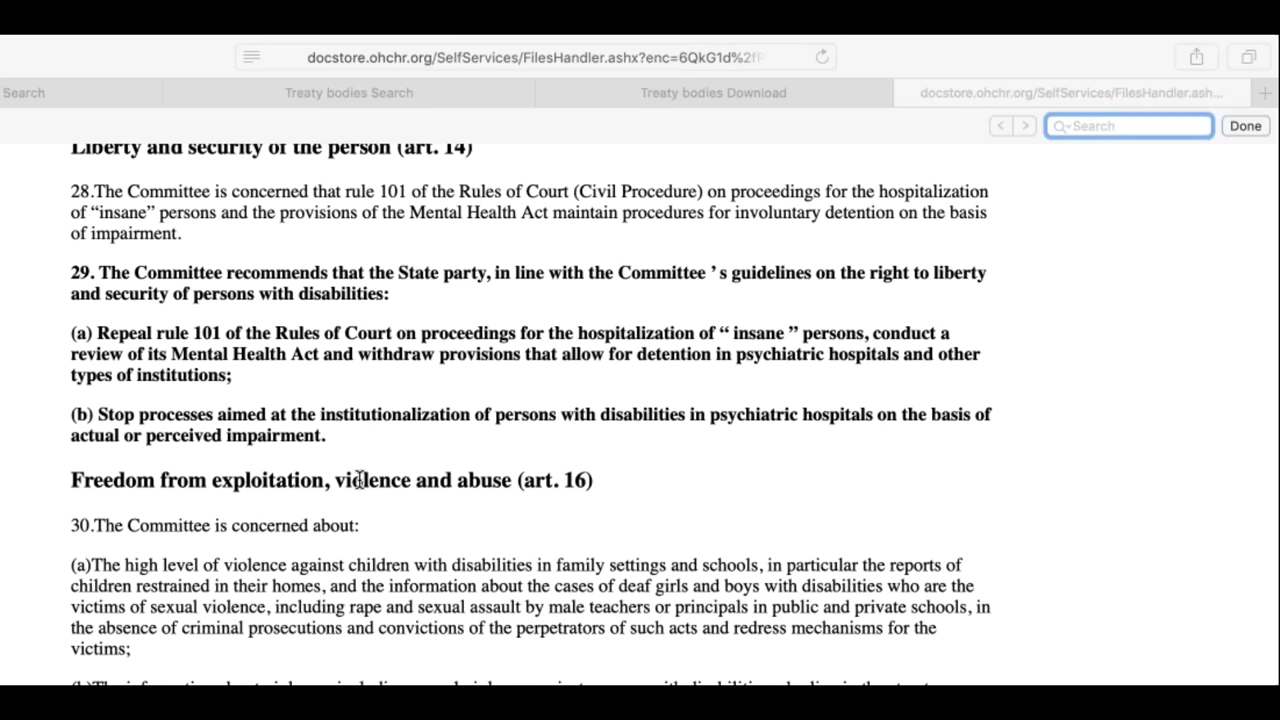 docstore.ohchr.org/SelfServices/FilesHandler.ashx?enc=6QkG1d%2f
Search
Treaty bodies Search
Treaty bodies Download
docstore.ohchr.org/SelfServices/FilesHandler.ash...
Search
Done
Liberty and security of the person (art. 14)
28.The Committee is concerned that rule 101 of the Rules of Court (Civil Procedure) on proceedings for the hospitalization
of “insane” persons and the provisions of the Mental Health Act maintain procedures for involuntary detention on the basis
of impairment.
29. The Committee recommends that the State party, in line with the Committee ’ s guidelines on the right to liberty
and security of persons with disabilities:
(a) Repeal rule 101 of the Rules of Court on proceedings for the hospitalization of “ insane ” persons, conduct a
review of its Mental Health Act and withdraw provisions that allow for detention in psychiatric hospitals and other
types of institutions;
(b) Stop processes aimed at the institutionalization of persons with disabilities in psychiatric hospitals on the basis of
actual or perceived impairment.
Freedom from exploitation, violence and abuse (art. 16)
30.The Committee is concerned about:
(a)The high level of violence against children with disabilities in family settings and schools, in particular the reports of
children restrained in their homes, and the information about the cases of deaf girls and boys with disabilities who are the
victims of sexual violence, including rape and sexual assault by male teachers or principals in public and private schools, in
the absence of criminal prosecutions and convictions of the perpetrators of such acts and redress mechanisms for the
victims;